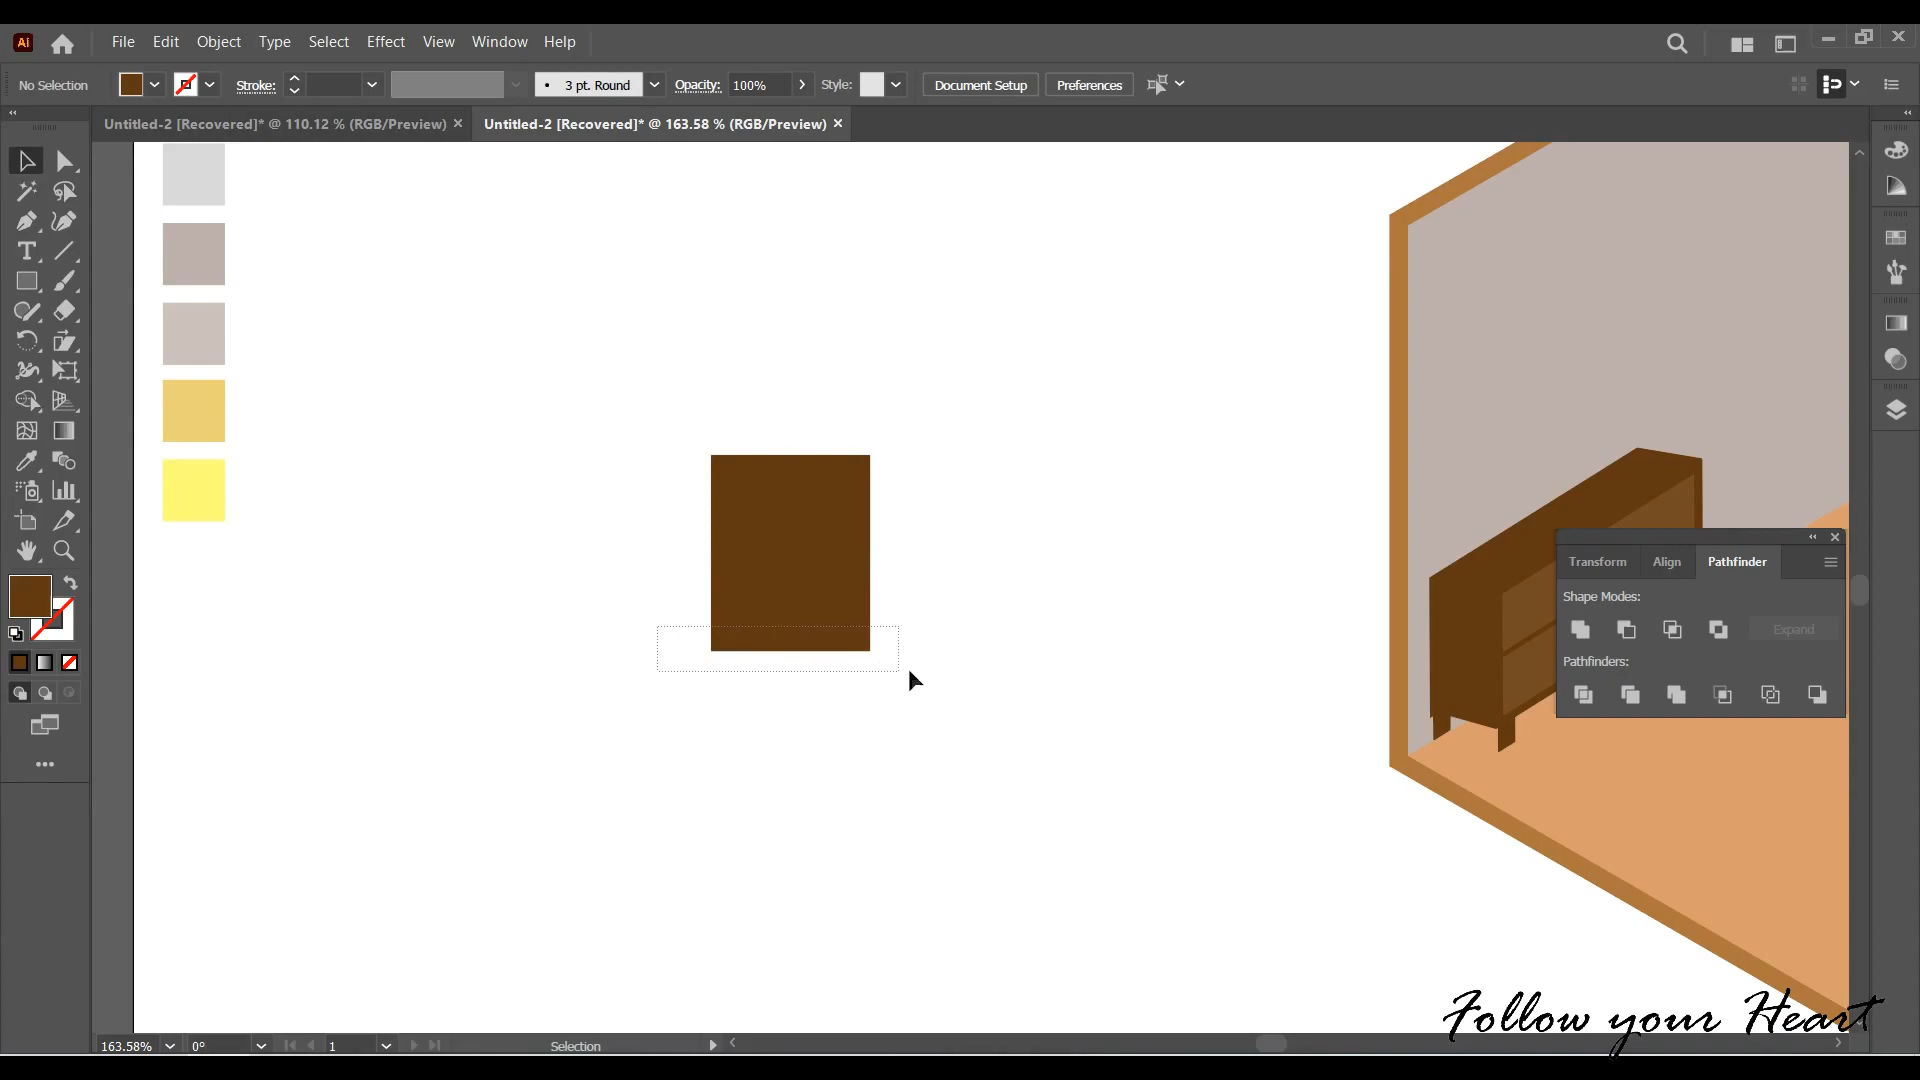 Ai
File Edit Object Type Select Effect View Window Help
No Selection Stroke: 3 pt. Round Opacity: 100% Style: Document Setup Preferences
Untitled-2 [Recovered]* @ 110.12 % (RGB/Preview) Untitled-2 [Recovered]* @ 163.58 % (RGB/Preview)
Transform Align Pathfinder
Shape Modes:
Expand
Pathfinders:
Follow your Heart
163.58% 0° 1 Selection